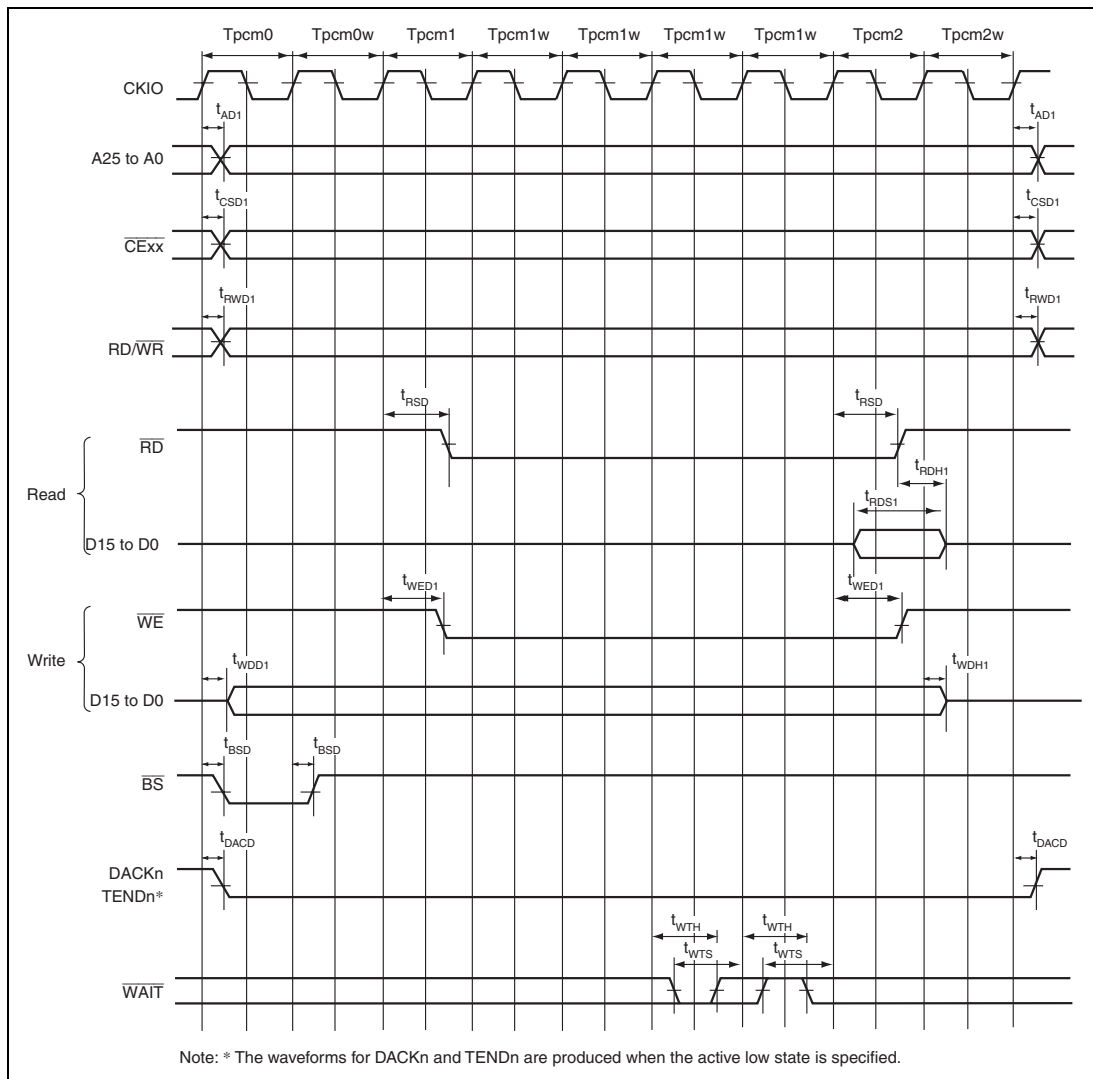 Tpcm0 Tpcm0w Tpcm1 Tpcm1w Tpcm1w Tpcm1w Tpcm1w Tpcm2 Tpcm2w
CKIO
tAD1 tAD1
A25 to A0
tCSD1 tCSD1
CExx
tRWD1 tRWD1
RD/WR
tRSD tRSD
RD
tRDH1
Read
tRDS1
D15 to D0
tWED1 tWED1
WE
Write
tWDD1 tWDH1
D15 to D0
tBSD tBSD
BS
tDACD tDACD
DACKn
TENDn*
tWTH tWTH
tWTS tWTS
WAIT
Note: * The waveforms for DACKn and TENDn are produced when the active low state is specified.